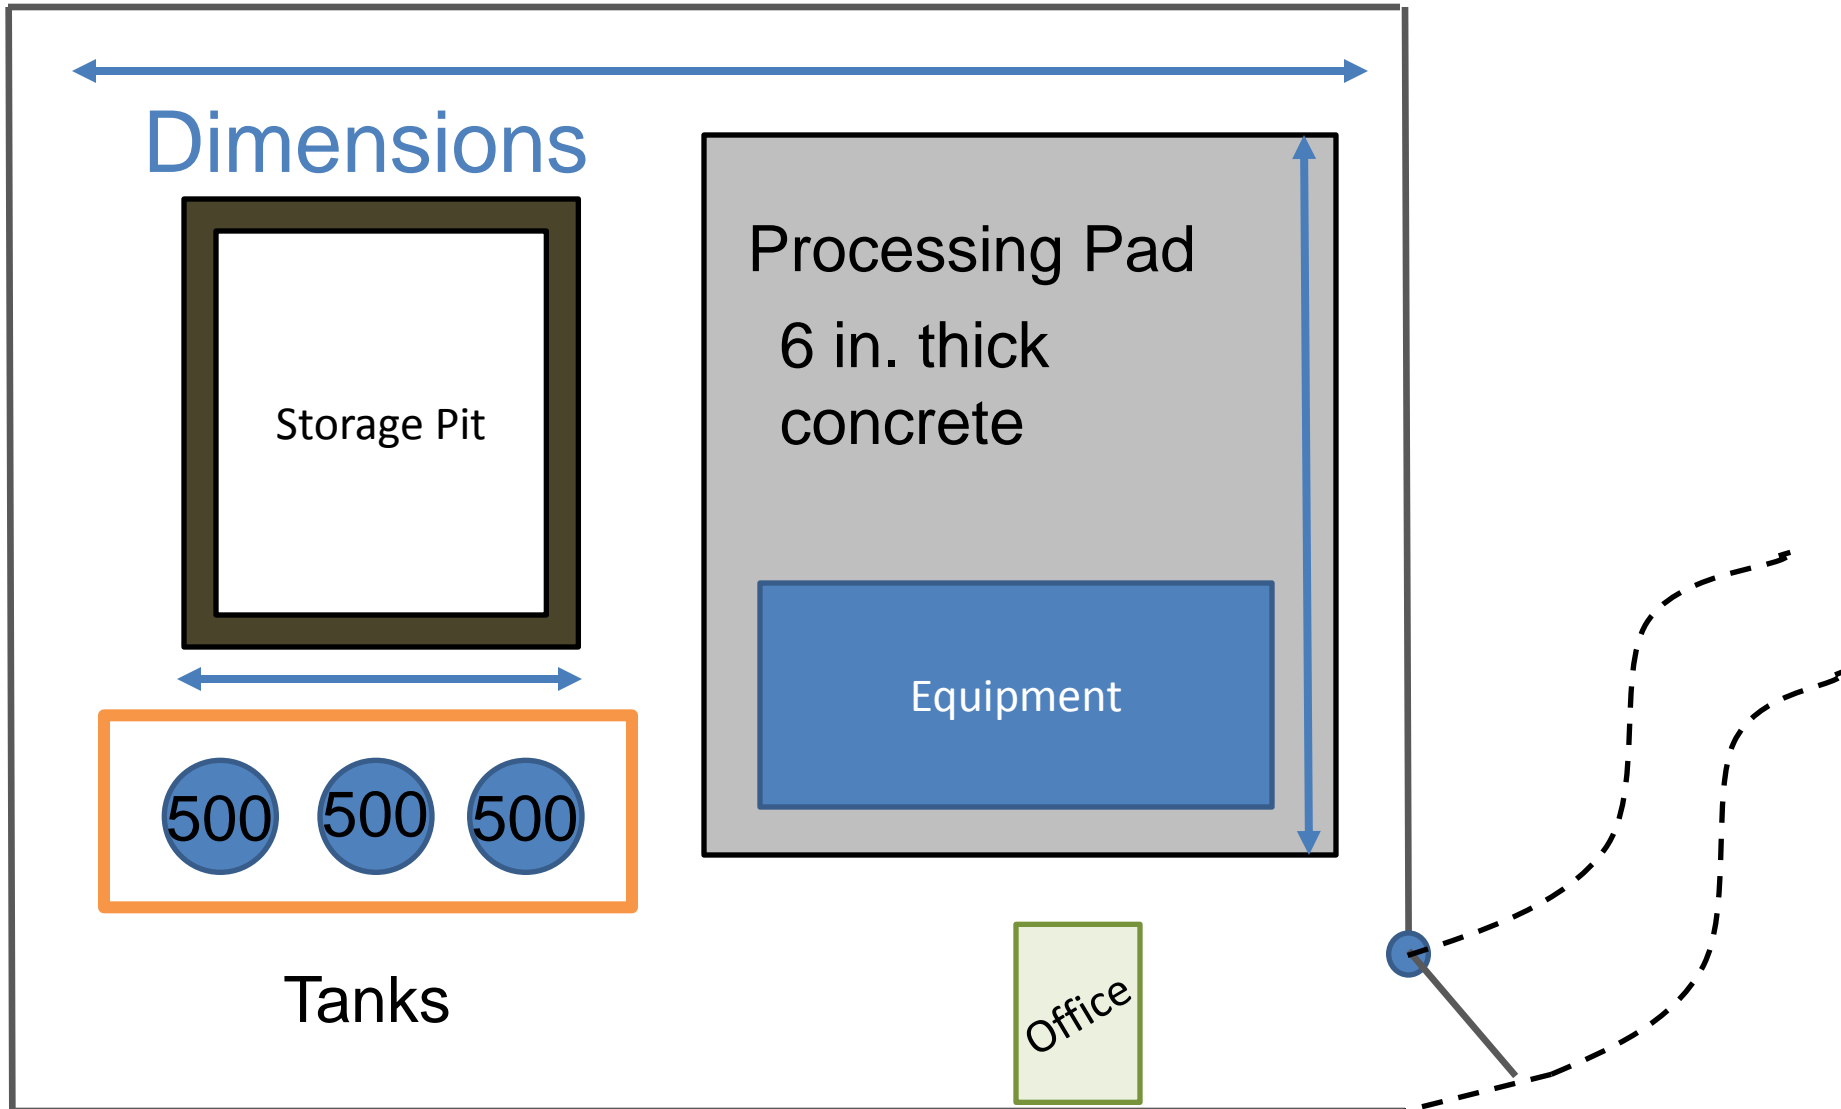 Dimensions
Processing Pad
6 in. thick
concrete
Storage Pit
Equipment
500 500 500
Tanks
Office